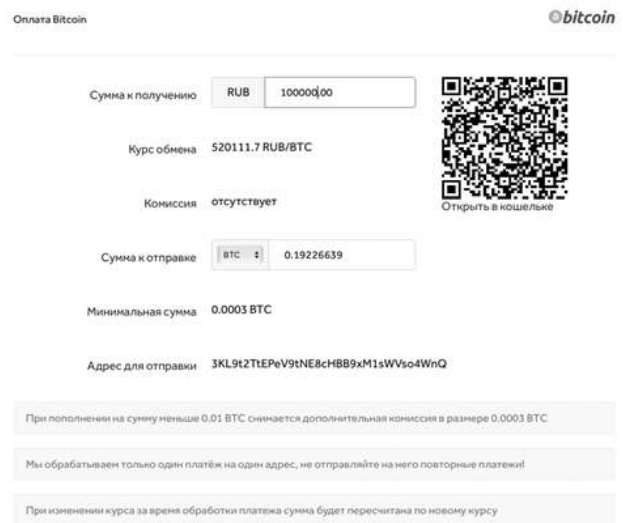 Оплата Bitcoin
bitcoin
Сумма к получению RUB 100000,00
Курс обмена 520111.7 RUB/BTC
Комиссия отсутствует
Открыть в кошельке
Сумма к отправке BTC 0.19226639
Минимальная сумма 0.0003 BTC
Адрес для отправки 3KL9t2TtEPeV9tNE8cHBB9xM1sWVso4WnQ
При пополнении на сумму меньше 0.01 BTC снимается дополнительная комиссия в размере 0.0003 BTC
Мы обрабатываем только один платёж на один адрес, не отправляйте на него повторные платежи!
При изменении курса за время обработки платежа сумма будет пересчитана по новому курсу